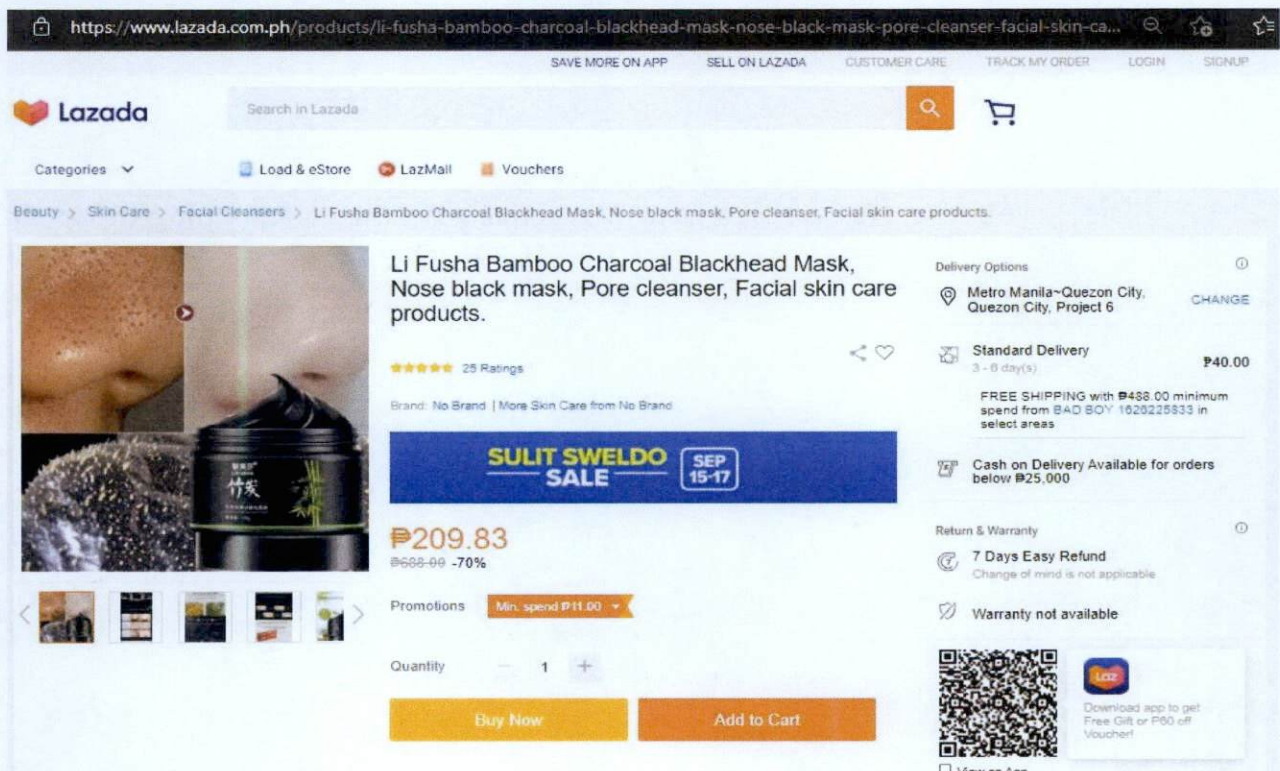 https://www.lazada.com.ph/products/li-fusha-bamboo-charcoal-blackhead-mask-nose-black-mask-pore-cleanser-facial-skin-ca...
SAVE MORE ON APP SELL ON LAZADA CUSTOMER CARE TRACK MY ORDER LOGIN SIGNUP
Lazada
Search in Lazada
Categories Load & eStore LazMall Vouchers
Beauty > Skin Care > Facial Cleansers > Li Fusha Bamboo Charcoal Blackhead Mask, Nose black mask, Pore cleanser, Facial skin care products.
Li Fusha Bamboo Charcoal Blackhead Mask,
Nose black mask, Pore cleanser, Facial skin care
products.
25 Ratings
Brand: No Brand | More Skin Care from No Brand
SULIT SWELDO
SALE
SEP
15-17
₱209.83
₱688.00 -70%
Promotions Min. spend ₱11.00
Quantity 1 +
Buy Now Add to Cart
竹炭
Delivery Options
Metro Manila~Quezon City,
Quezon City, Project 6
CHANGE
Standard Delivery
₱40.00
3 - 6 day(s)
FREE SHIPPING with ₱488.00 minimum
spend from BAD BOY 1626225833 in
select areas
Cash on Delivery Available for orders
below ₱25,000
Return & Warranty
7 Days Easy Refund
Change of mind is not applicable
Warranty not available
Laz
Download app to get
Free Gift or P60 off
Voucher!